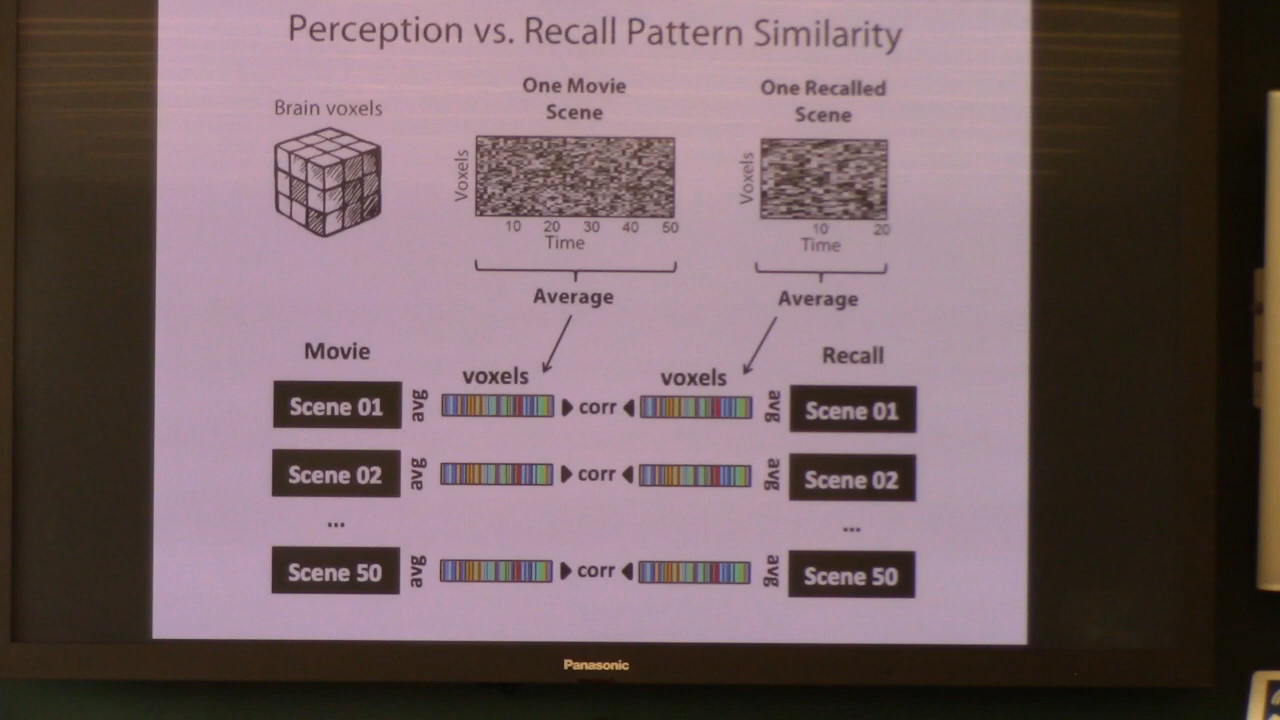 Perception vs. Recall Pattern Similarity
Brain voxels
One Movie
Scene
One Recalled
Scene
Voxels
10 20 30 40 50
Time
Voxels
10 20
Time
Average
Average
Movie
Recall
voxels
voxels
Scene 01 avg corr avg Scene 01
Scene 02 avg corr avg Scene 02
... ...
Scene 50 avg corr avg Scene 50
Panasonic